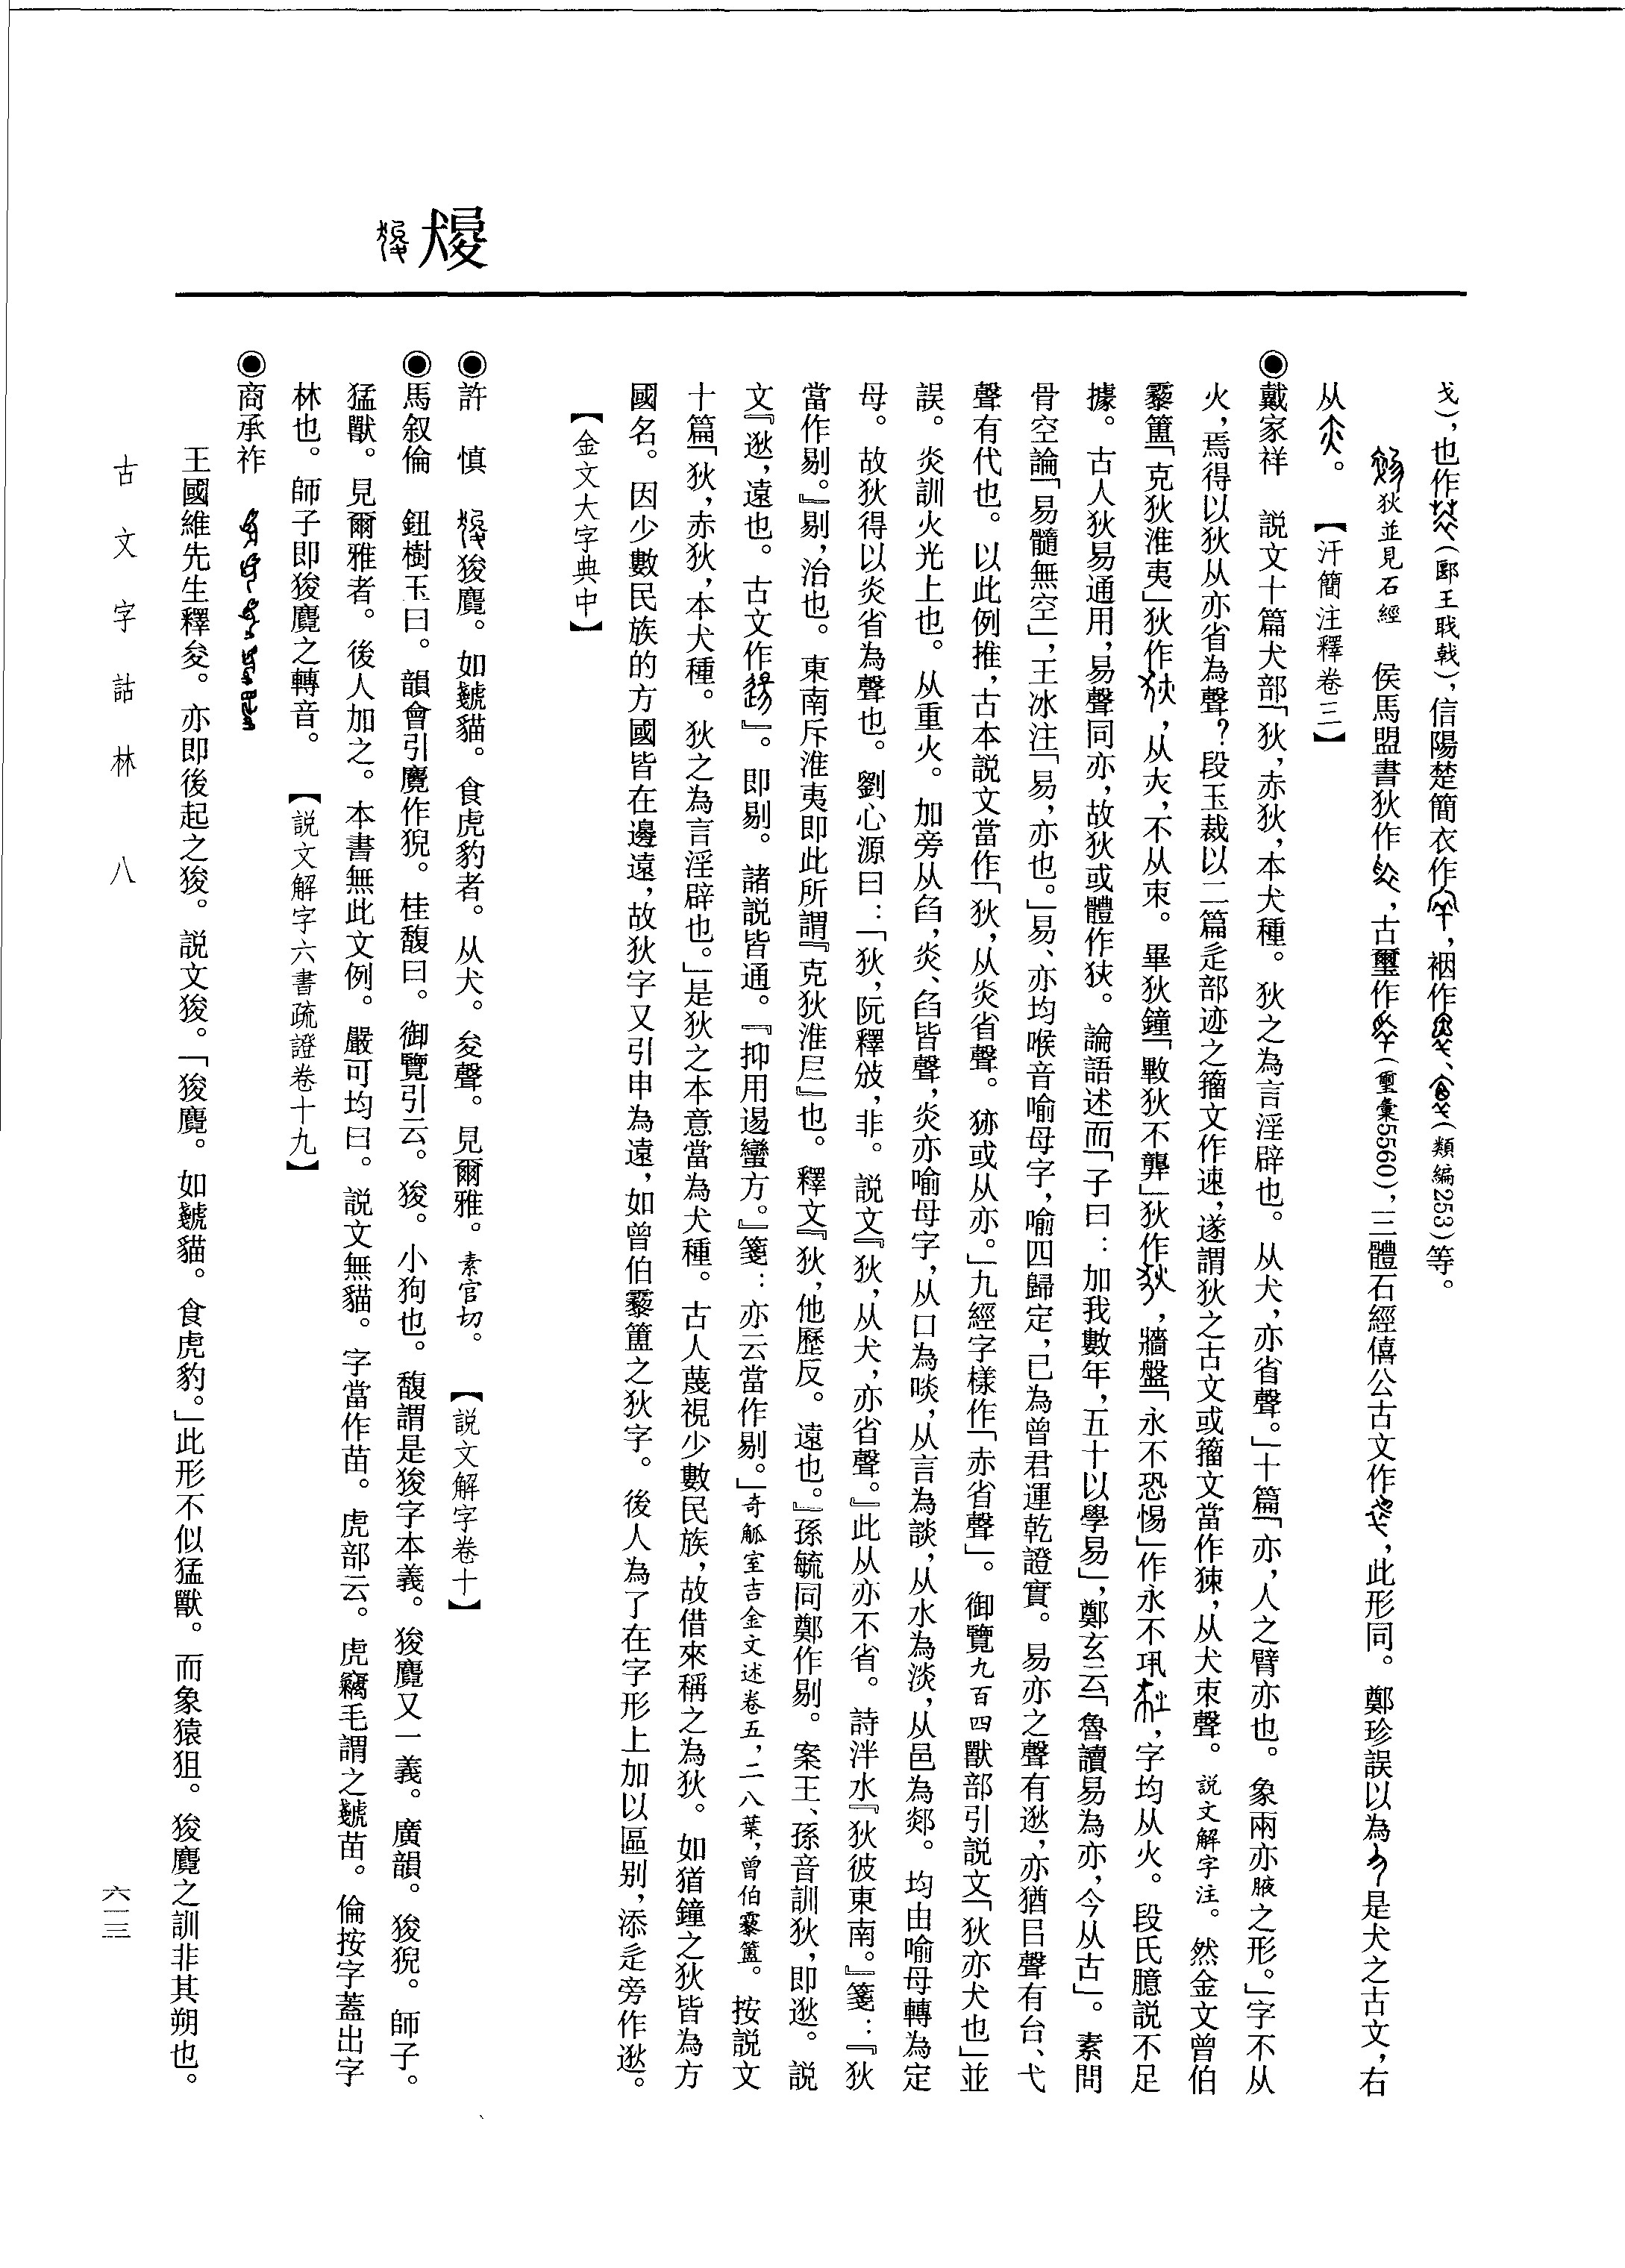 㹸
戈），也作（郾王戠戟），信陽楚簡衣作，裀作、（類編253）等。
狄並見石經　侯馬盟書狄作，古璽作（璽彙5560），三體石經僖公古文作，此形同。鄭珍誤以為是犬之古文，右
从。【汗簡注釋卷三】
◉戴家祥　説文十篇犬部「狄，赤狄，本犬種。狄之為言淫辟也。从犬，亦省聲。」十篇「亦，人之臂亦也。象兩亦腋之形。」字不从
火，焉得以狄从亦省為聲？段玉裁以二篇辵部迹之籀文作速，遂謂狄之古文或籀文當作㹱，从犬朿聲。説文解字注。然金文曾伯
簠「克狄淮夷」狄作，从大，不从朿。畢狄鐘「斁狄不龏」狄作，牆盤「永不恐惕」作永不巩，字均从火。段氏臆説不足
據。古人狄易通用，易聲同亦，故狄或體作狄。論語述而「子曰：加我數年，五十以學易」，鄭玄云「魯讀易為亦，今从古」。素問
骨空論「易髓無空」，王冰注「易，亦也。」易、亦均喉音喻母字，喻四歸定，已為曾君運乾證實。易亦之聲有逖，亦猶㠯聲有台、弋
聲有代也。以此例推，古本説文當作「狄，从炎省聲。㹜或从亦。」九經字樣作「赤省聲」。御覽九百四獸部引説文「狄亦犬也」並
誤。炎訓火光上也。从重火。加旁从臽，炎、臽皆聲，炎亦喻母字，从口為啖，从言為談，从水為淡，从邑為郯。均由喻母轉為定
母。故狄得以炎省為聲也。劉心源曰：「狄，阮釋，非。説文『狄，从犬，亦省聲。』此从亦不省。詩泮水『狄彼東南。』箋：『狄
當作剔。』剔，治也。東南斥淮夷即此所謂『克狄淮𡰥』也。釋文『狄，他歷反。遠也。』孫毓同鄭作剔。案王、孫音訓狄，即逖。説
文『逖，遠也。古文作』。即剔。諸説皆通。『抑用逷蠻方。』箋：亦云當作剔。」奇觚室吉金文述卷五，二八葉，曾伯簠。按説文
十篇「狄，赤狄，本犬種。狄之為言淫辟也。」是狄之本意當為犬種。古人蔑視少數民族，故借來稱之為狄。如猶鐘之狄皆為方
國名。因少數民族的方國皆在邊遠，故狄字又引申為遠，如曾伯簠之狄字。後人為了在字形上加以區别，添辵旁作逖。
【金文大字典中】
◉許　慎　狻麑。如虦貓。食虎豹者。从犬。夋聲。見爾雅。素官切。【説文解字卷十】
◉馬叙倫　鈕樹玉曰。韻會引麑作猊。桂馥曰。御覽引云。狻。小狗也。馥謂是狻字本義。狻麑又一義。廣韻。狻猊。師子。
猛獸。見爾雅者。後人加之。本書無此文例。嚴可均曰。説文無貓。字當作苗。虎部云。虎竊毛謂之虦苗。倫按字蓋出字
林也。師子即狻麑之轉音。【説文解字六書疏證卷十九】
◉商承祚
王國維先生釋夋。亦即後起之狻。説文狻。「狻麑。如虦貓。食虎豹。」此形不似猛獸。而象猿狙。狻麑之訓非其朔也。
古文字詁林　八
六一三